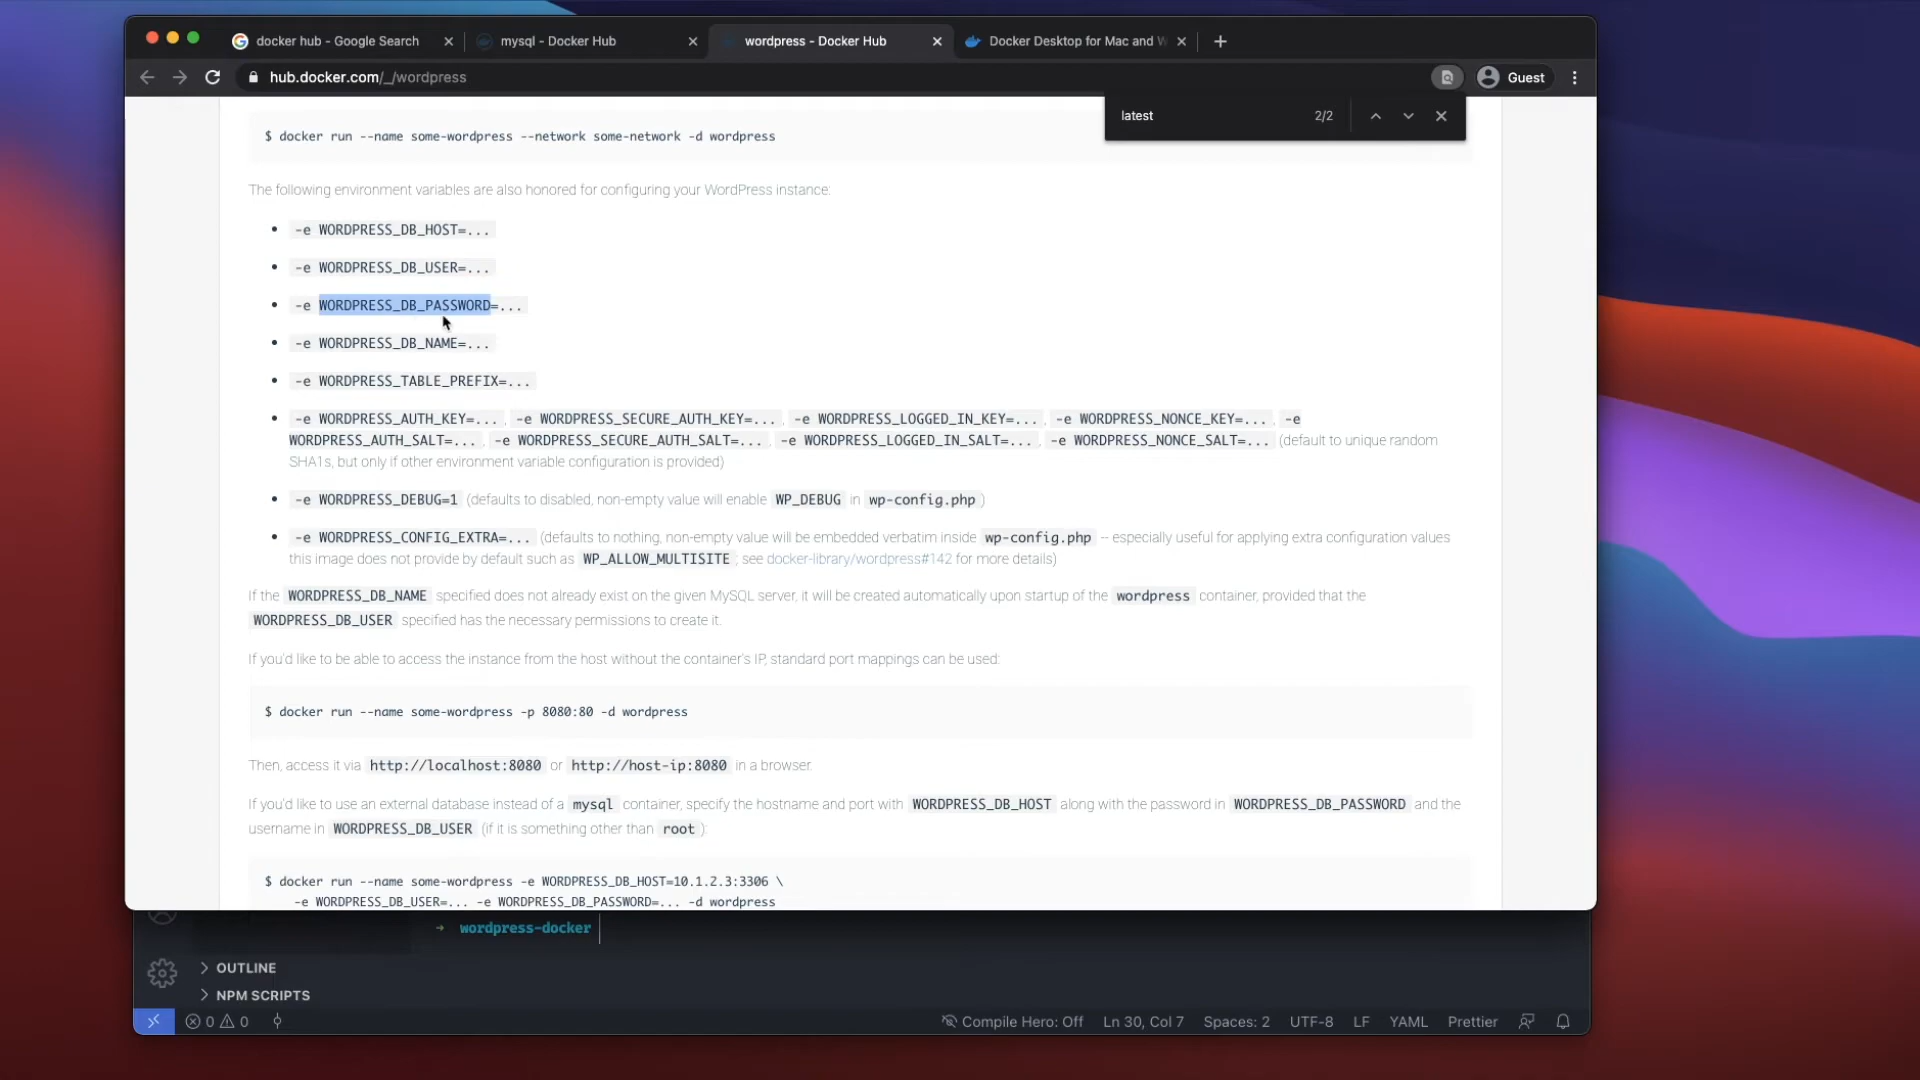 docker hub - Google Search
mysql - Docker Hub
wordpress - Docker Hub
Docker Desktop for Mac and W
hub.docker.com/_/wordpress
Guest
latest 2/2
$ docker run --name some-wordpress --network some-network -d wordpress
The following environment variables are also honored for configuring your WordPress instance:
-e WORDPRESS_DB_HOST=...
-e WORDPRESS_DB_USER=...
-e WORDPRESS_DB_PASSWORD=...
-e WORDPRESS_DB_NAME=...
-e WORDPRESS_TABLE_PREFIX=...
-e WORDPRESS_AUTH_KEY=... , -e WORDPRESS_SECURE_AUTH_KEY=... , -e WORDPRESS_LOGGED_IN_KEY=... , -e WORDPRESS_NONCE_KEY=... , -e
WORDPRESS_AUTH_SALT=... , -e WORDPRESS_SECURE_AUTH_SALT=... , -e WORDPRESS_LOGGED_IN_SALT=... , -e WORDPRESS_NONCE_SALT=... (default to unique random
SHA1s, but only if other environment variable configuration is provided)
-e WORDPRESS_DEBUG=1 (defaults to disabled, non-empty value will enable WP_DEBUG in wp-config.php )
-e WORDPRESS_CONFIG_EXTRA=... (defaults to nothing, non-empty value will be embedded verbatim inside wp-config.php -- especially useful for applying extra configuration values
this image does not provide by default such as WP_ALLOW_MULTISITE ; see docker-library/wordpress#142 for more details)
If the WORDPRESS_DB_NAME specified does not already exist on the given MySQL server, it will be created automatically upon startup of the wordpress container, provided that the
WORDPRESS_DB_USER specified has the necessary permissions to create it.
If you'd like to be able to access the instance from the host without the container's IP, standard port mappings can be used:
$ docker run --name some-wordpress -p 8080:80 -d wordpress
Then, access it via http://localhost:8080 or http://host-ip:8080 in a browser.
If you'd like to use an external database instead of a mysql container, specify the hostname and port with WORDPRESS_DB_HOST along with the password in WORDPRESS_DB_PASSWORD and the
username in WORDPRESS_DB_USER (if it is something other than root ):
$ docker run --name some-wordpress -e WORDPRESS_DB_HOST=10.1.2.3:3306 \
-e WORDPRESS_DB_USER=... -e WORDPRESS_DB_PASSWORD=... -d wordpress
→ wordpress-docker
OUTLINE
NPM SCRIPTS
0 0 Compile Hero: Off Ln 30, Col 7 Spaces: 2 UTF-8 LF YAML Prettier